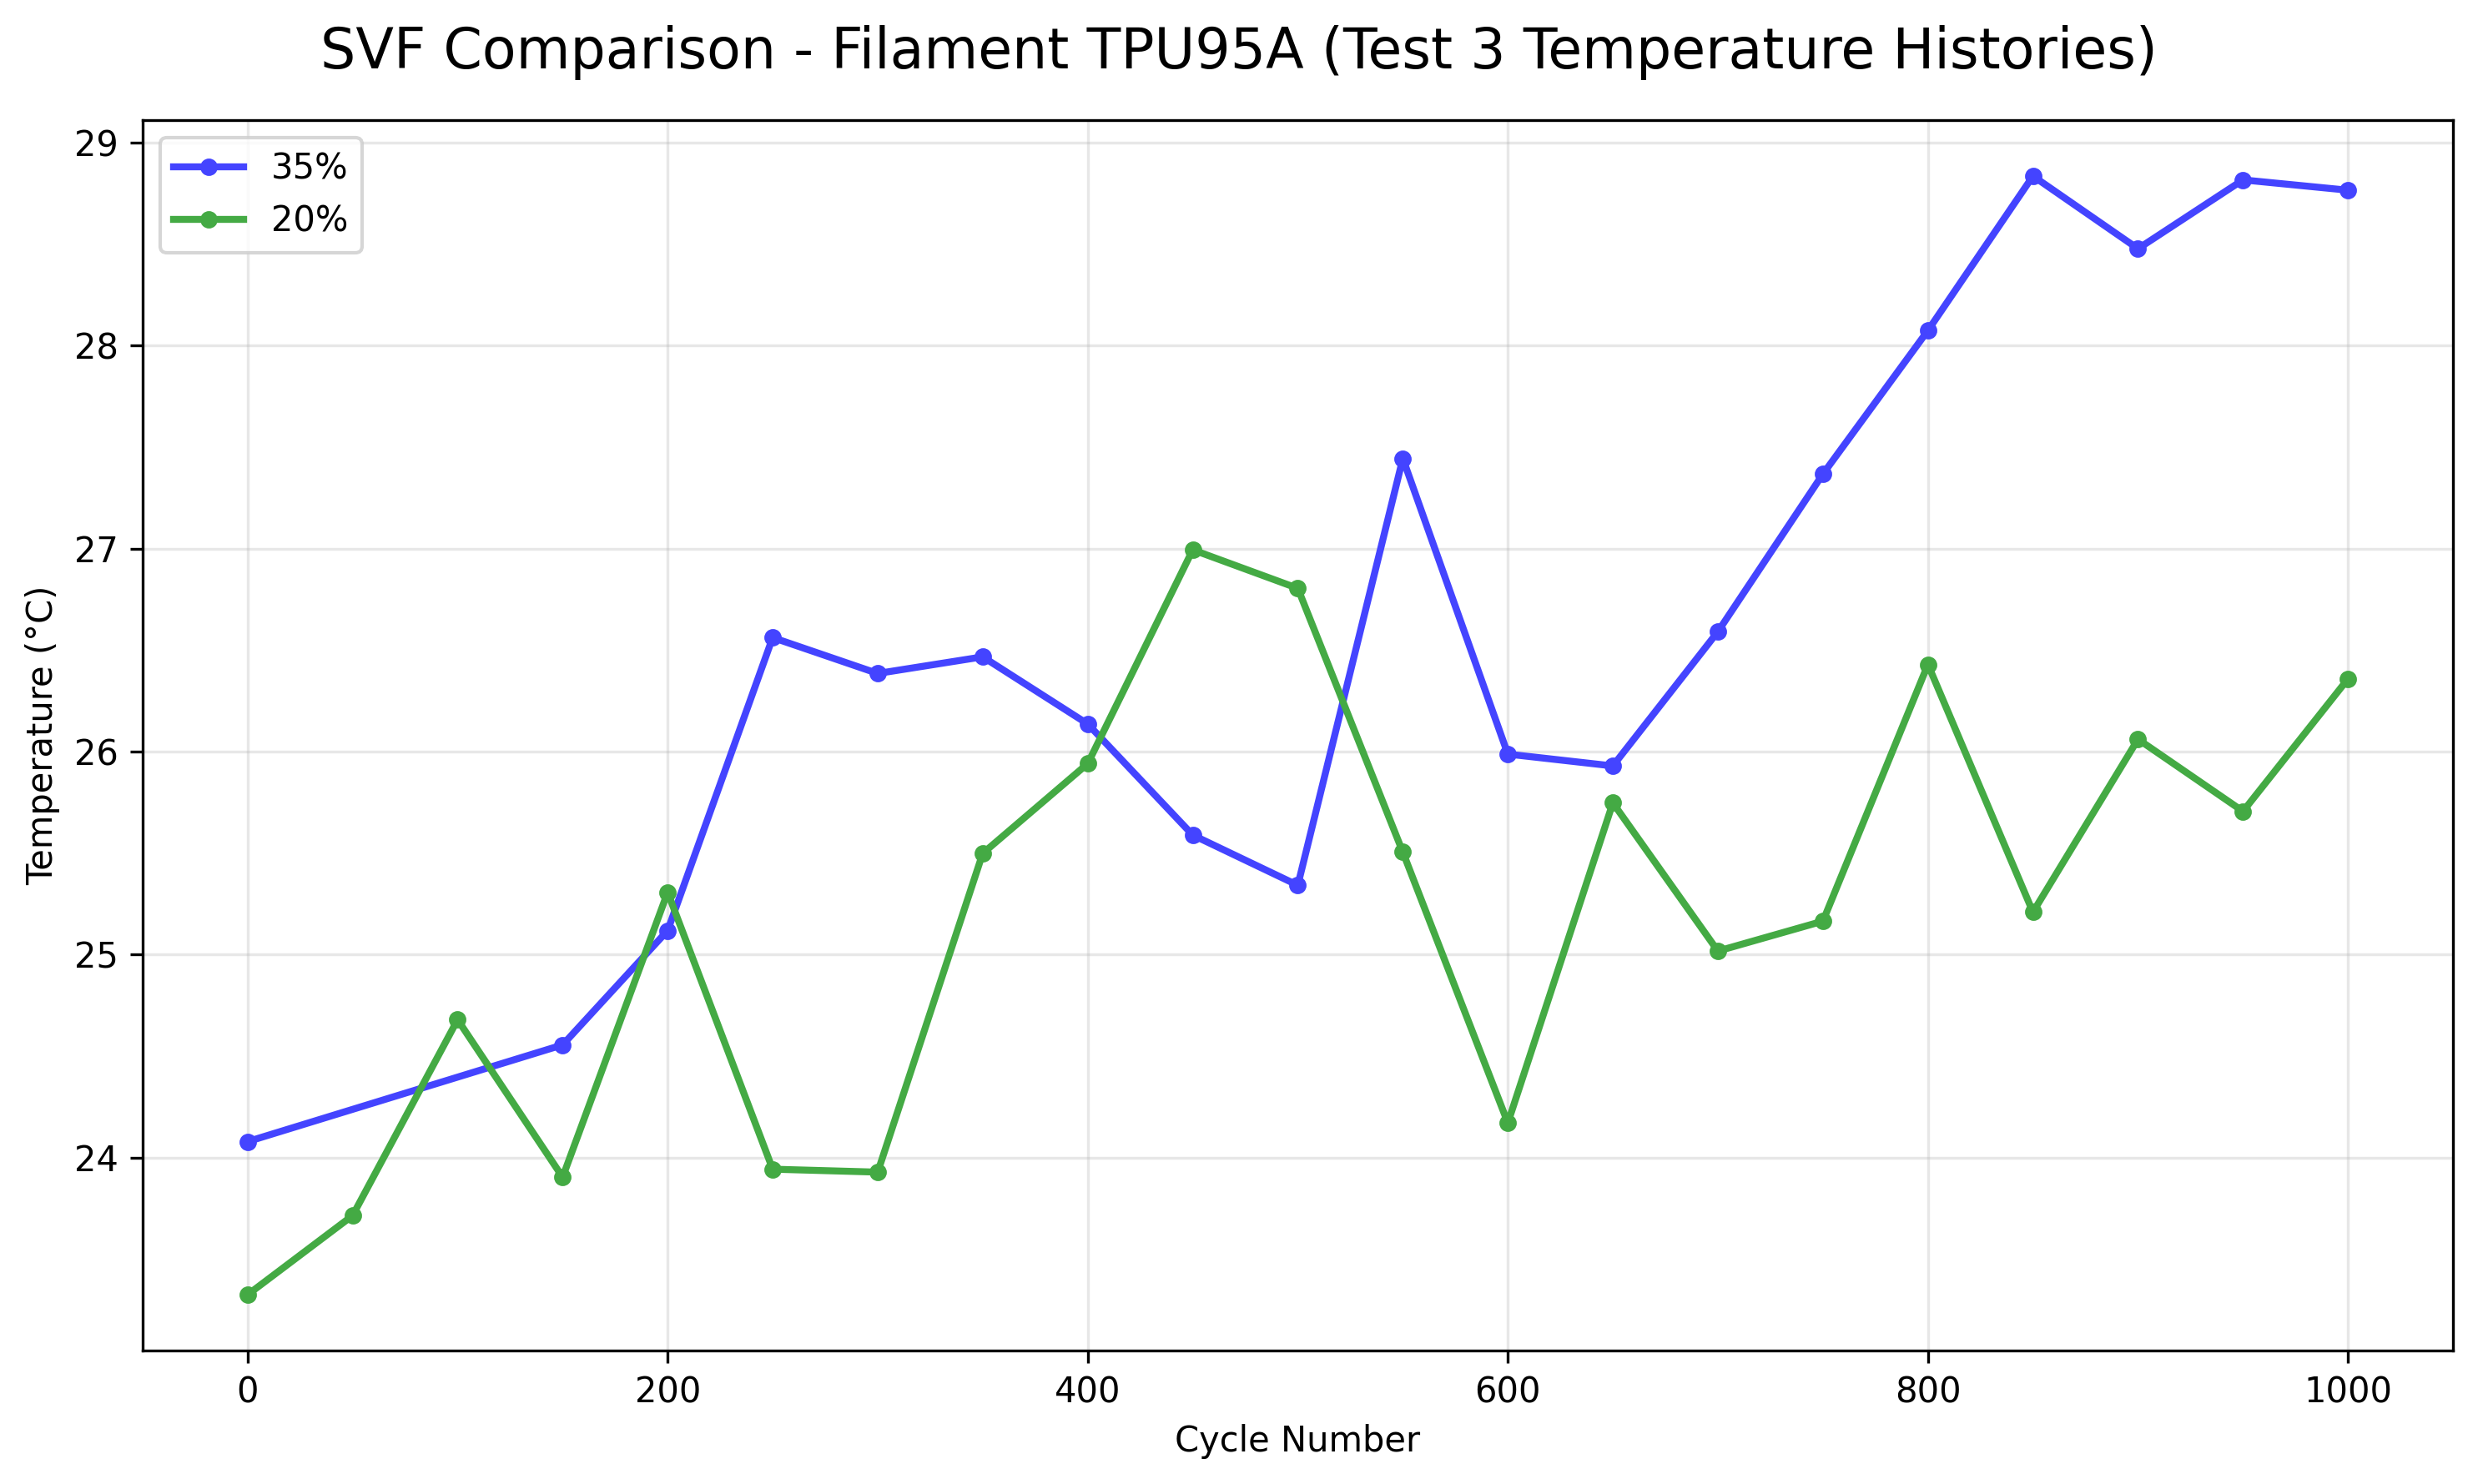 SVF Comparison - Filament TPU95A (Test 3 Temperature Histories)
35%
20%
29
28
27
26
25
24
Temperature (°C)
0 200 400 600 800 1000
Cycle Number